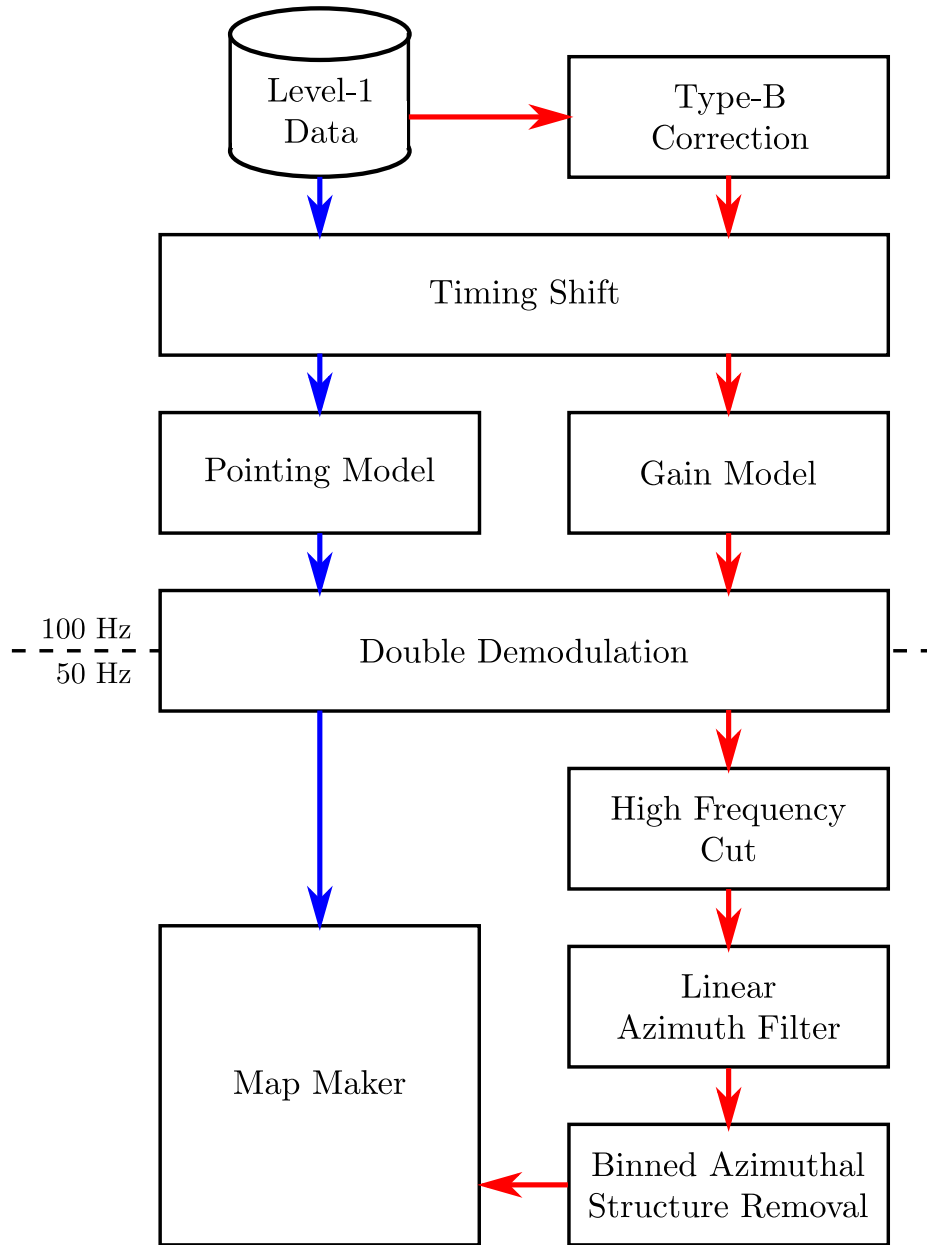 Level-1
Data
Type-B
Correction
Timing Shift
Pointing Model
Gain Model
100 Hz
50 Hz
Double Demodulation
High Frequency
Cut
Linear
Azimuth Filter
Map Maker
Binned Azimuthal
Structure Removal